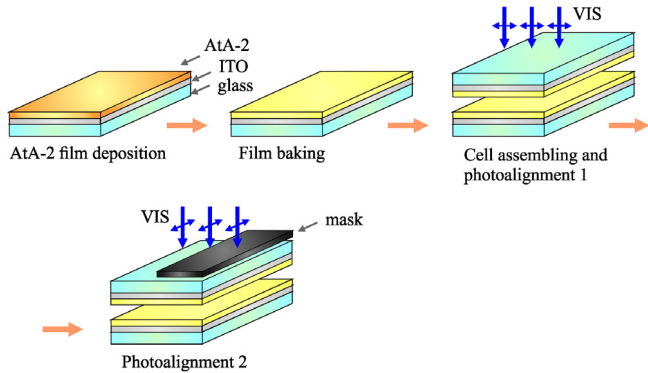 VIS
AtA-2
ITO
glass
AtA-2 film deposition
Film baking
Cell assembling and
photoalignment 1
VIS
mask
Photoalignment 2